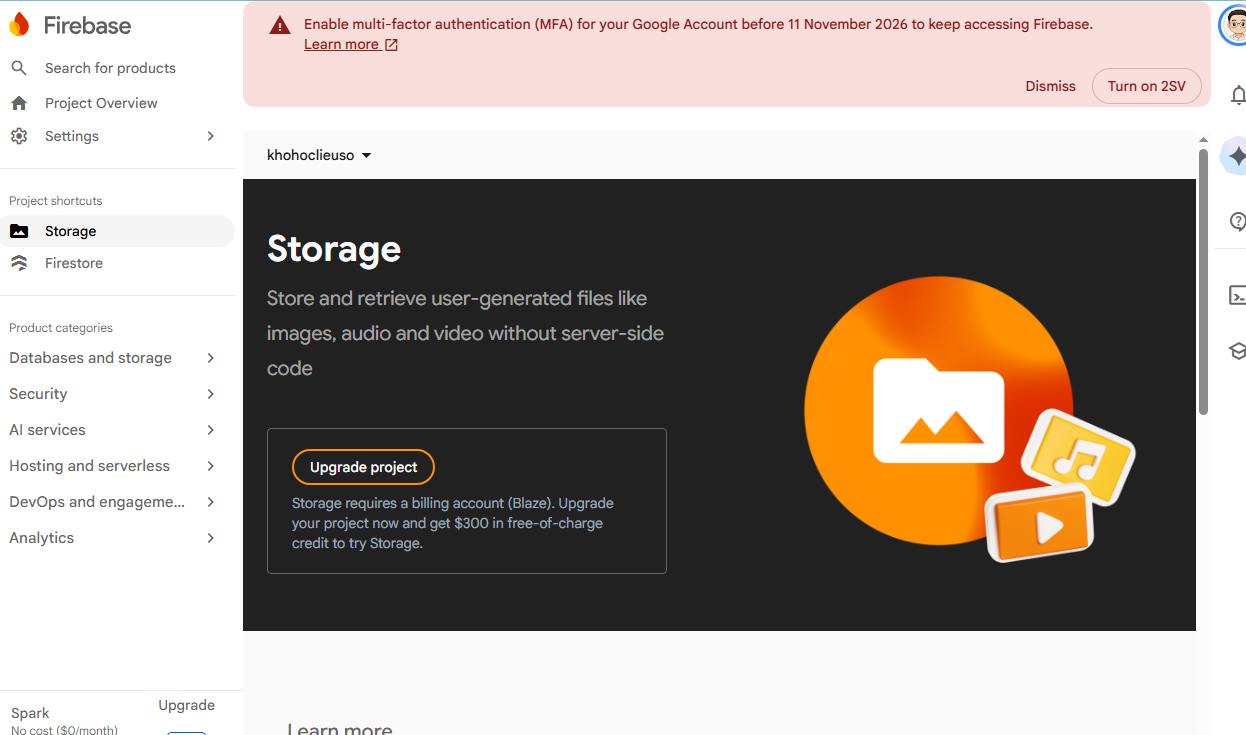 Firebase
Search for products
Project Overview
Settings
Project shortcuts
Storage
Firestore
Product categories
Databases and storage
Security
AI services
Hosting and serverless
DevOps and engageme...
Analytics
Spark
No cost ($0/month)
Upgrade
Enable multi-factor authentication (MFA) for your Google Account before 11 November 2026 to keep accessing Firebase.
Learn more
Dismiss
Turn on 2SV
khohoclieuso
Storage
Store and retrieve user-generated files like
images, audio and video without server-side
code
Upgrade project
Storage requires a billing account (Blaze). Upgrade
your project now and get $300 in free-of-charge
credit to try Storage.
Learn more